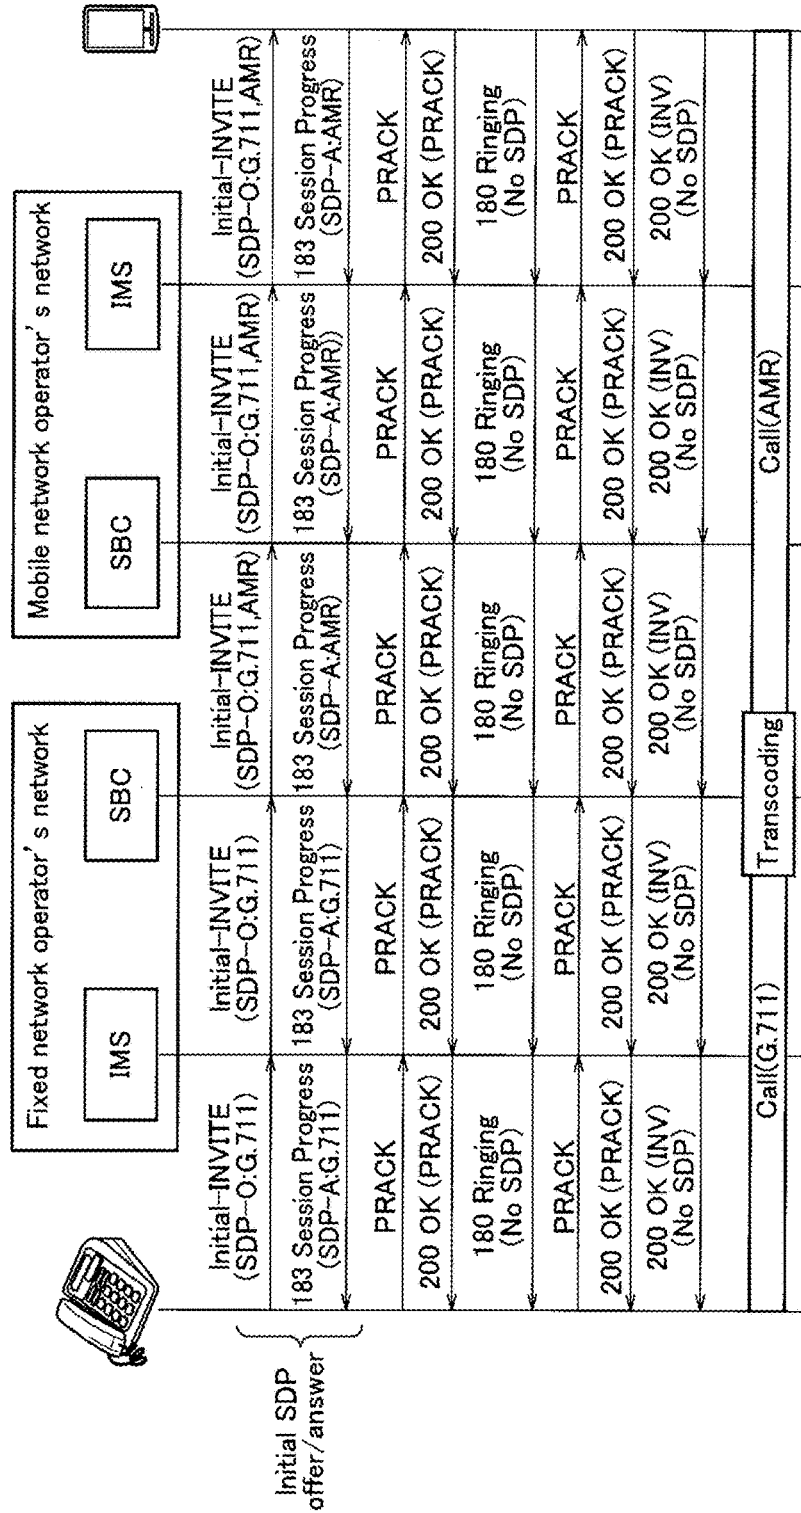 Fixed network operator's network
Mobile network operator's network
IMS
SBC
SBC
IMS
Initial SDP
offer/answer
Initial-INVITE
(SDP-O:G.711)
Initial-INVITE
(SDP-O:G.711)
Initial-INVITE
(SDP-O:G.711,AMR)
Initial-INVITE
(SDP-O:G.711,AMR)
Initial-INVITE
(SDP-O:G.711,AMR)
183 Session Progress
(SDP-A:G.711)
183 Session Progress
(SDP-A:G.711)
183 Session Progress
(SDP-A:AMR)
183 Session Progress
(SDP-A:AMR))
183 Session Progress
(SDP-A:AMR)
PRACK
PRACK
PRACK
PRACK
PRACK
200 OK (PRACK)
200 OK (PRACK)
200 OK (PRACK)
200 OK (PRACK)
200 OK (PRACK)
180 Ringing
(No SDP)
180 Ringing
(No SDP)
180 Ringing
(No SDP)
180 Ringing
(No SDP)
180 Ringing
(No SDP)
PRACK
PRACK
PRACK
PRACK
PRACK
200 OK (PRACK)
200 OK (PRACK)
200 OK (PRACK)
200 OK (PRACK)
200 OK (PRACK)
200 OK (INV)
(No SDP)
200 OK (INV)
(No SDP)
200 OK (INV)
(No SDP)
200 OK (INV)
(No SDP)
200 OK (INV)
(No SDP)
Call(G.711)
Transcoding
Call(AMR)